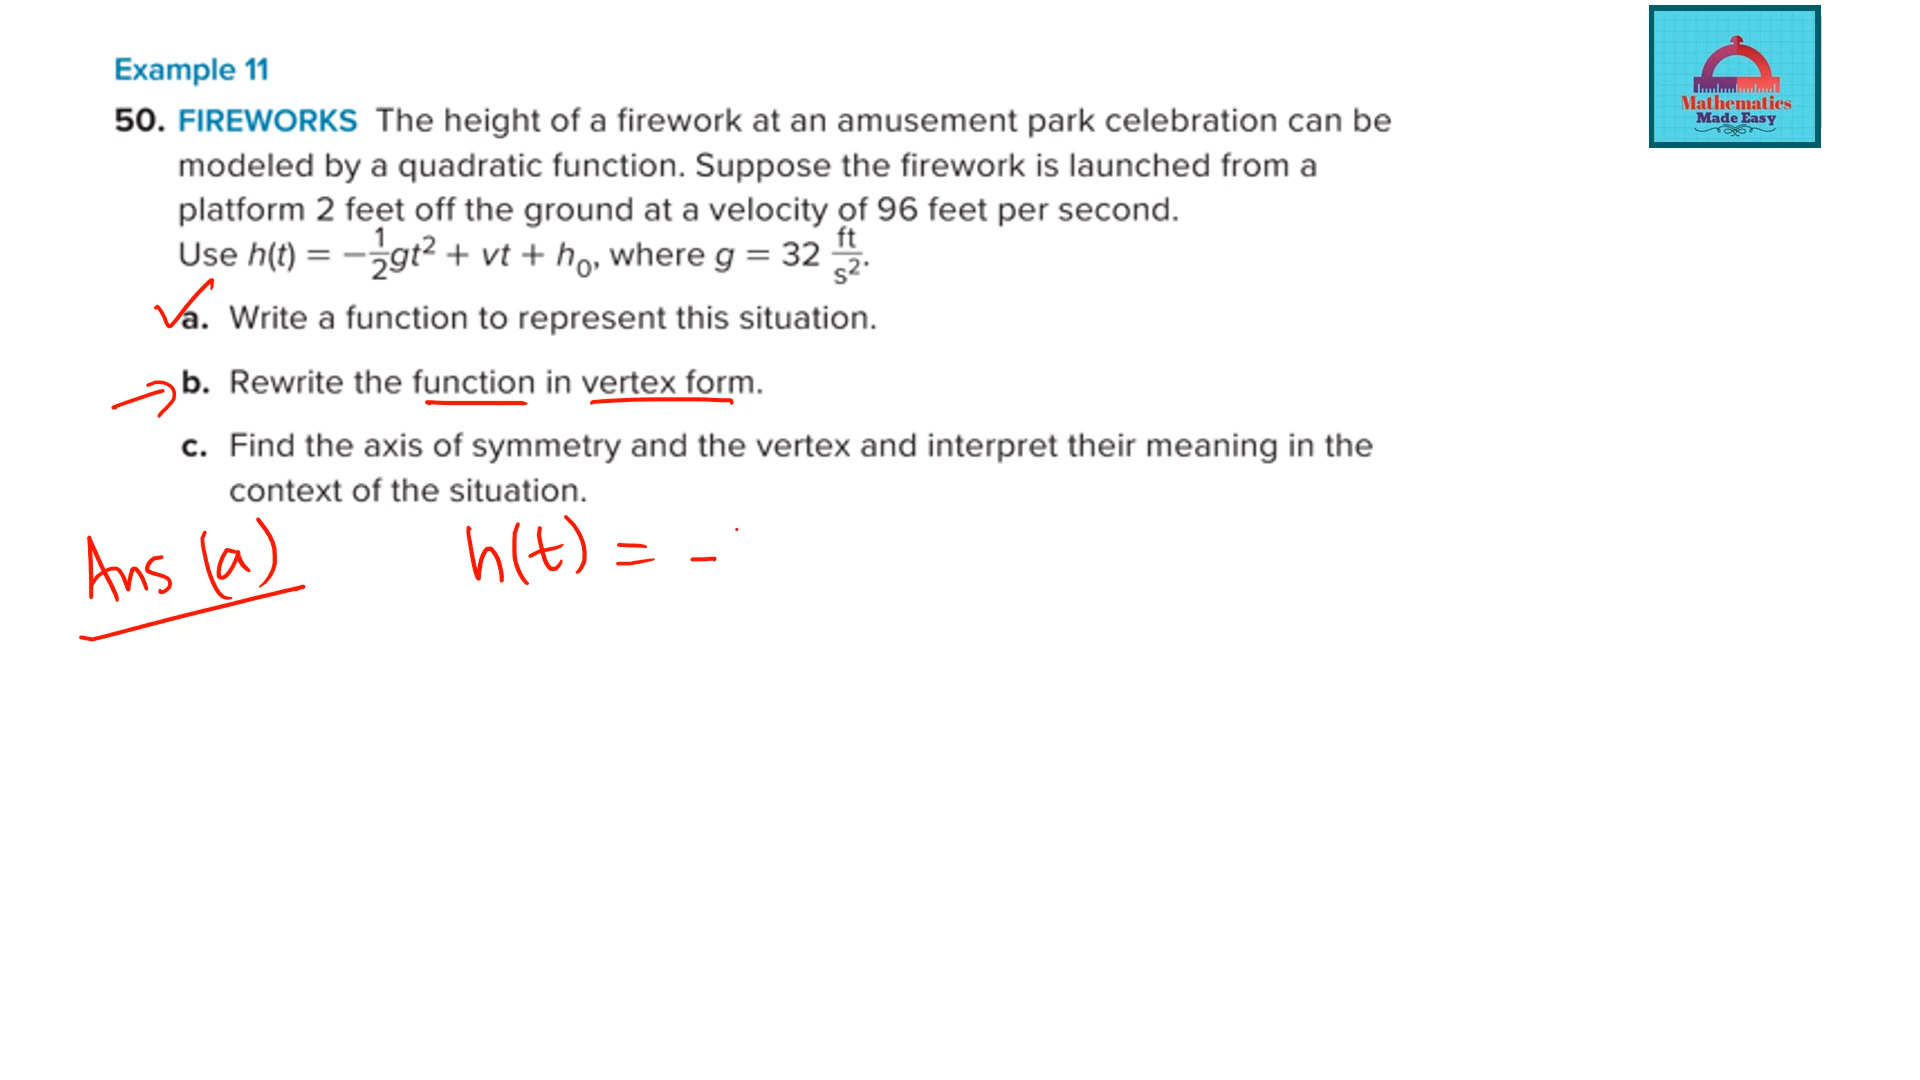 Mathematics
Made Easy
Example 11
50. FIREWORKS The height of a firework at an amusement park celebration can be
modeled by a quadratic function. Suppose the firework is launched from a
platform 2 feet off the ground at a velocity of 96 feet per second.
Use h(t) = −1/2gt² + vt + h₀, where g = 32 ft/s².
a. Write a function to represent this situation.
b. Rewrite the function in vertex form.
c. Find the axis of symmetry and the vertex and interpret their meaning in the
context of the situation.
Ans (a) h(t) = −